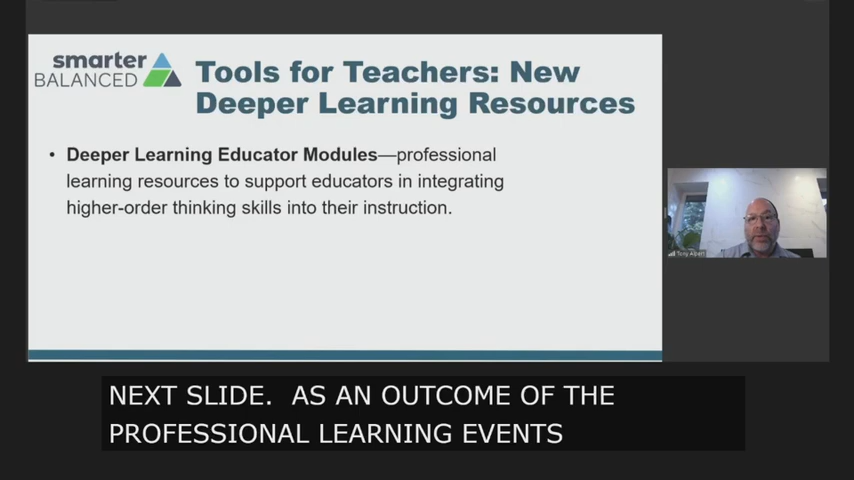 smarter
BALANCED
Tools for Teachers: New
Deeper Learning Resources
• Deeper Learning Educator Modules—professional
learning resources to support educators in integrating
higher-order thinking skills into their instruction.
Tony Alpert
NEXT SLIDE.  AS AN OUTCOME OF THE
PROFESSIONAL LEARNING EVENTS